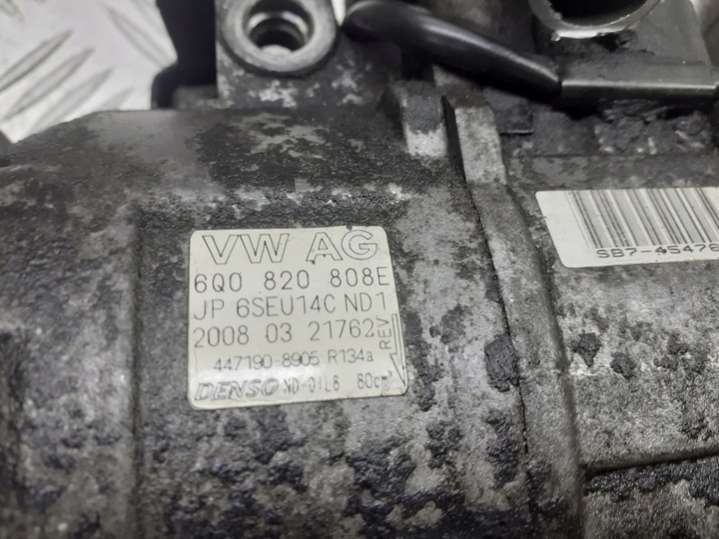 VW AG
6Q0 820 808E
JP 6SEU14C ND1
2008 03 21762
REV
447190-8905 R134a
DENSO ND-OIL8 80cm³
SB7-45476